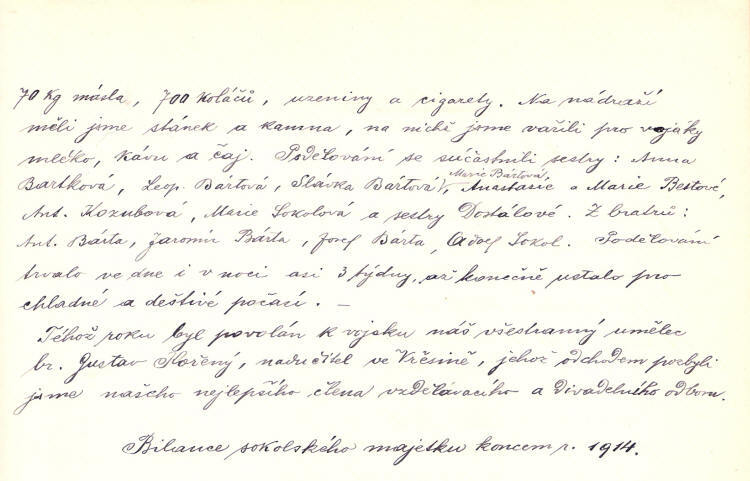 70 Kg másla, 700 Koláčů, uzeniny a cigarety. Na nádraží
měli jsme stánek a kamna, na nichž jsme vařili pro vojáky
mléko, kávu a čaj. Podělování se súčastnili sestry: Anna
Bartková, Leop. Bartová, Slávka Bártová, Marie Bártová, Anastasie a Marie Bestové,
Ant. Kozubová, Marie Sokolová a sestry Dostálové. Z bratrů:
Ant. Bárta, Jaromír Bárta, Josef Bárta, Adolf Sokol. Podělování
trvalo ve dne i v noci asi 3 týdny, až konečně ustalo pro
chladné a deštivé počasí. —
Téhož roku byl povolán k vojsku náš všestranný umělec
br. Gustav Hořený, nadučitel ve Vřesině, jehož odchodem pozbyli
jsme našeho nejlepšího člena vzdělávacího a divadelního odboru.
Bilance sokolského majetku koncem r. 1914.